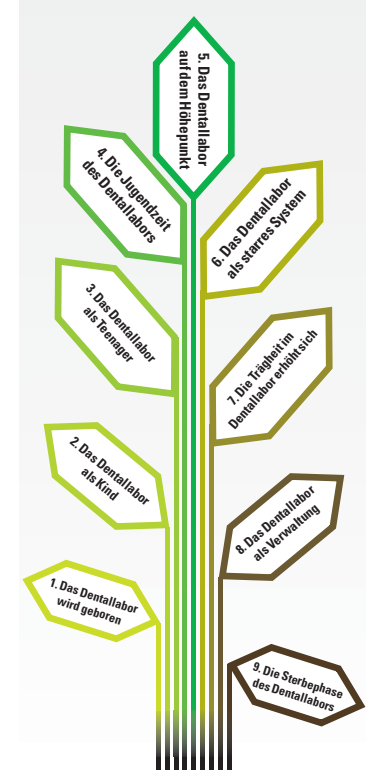 5. Das Dentallabor
auf dem Höhepunkt
4. Die Jugendzeit
des Dentallabors
6. Das Dentallabor
als starres System
3. Das Dentallabor
als Teenager
7. Die Trägheit im
Dentallabor erhöht sich
2. Das Dentallabor
als Kind
8. Das Dentallabor
als Verwaltung
1. Das Dentallabor
wird geboren
9. Die Sterbephase
des Dentallabors